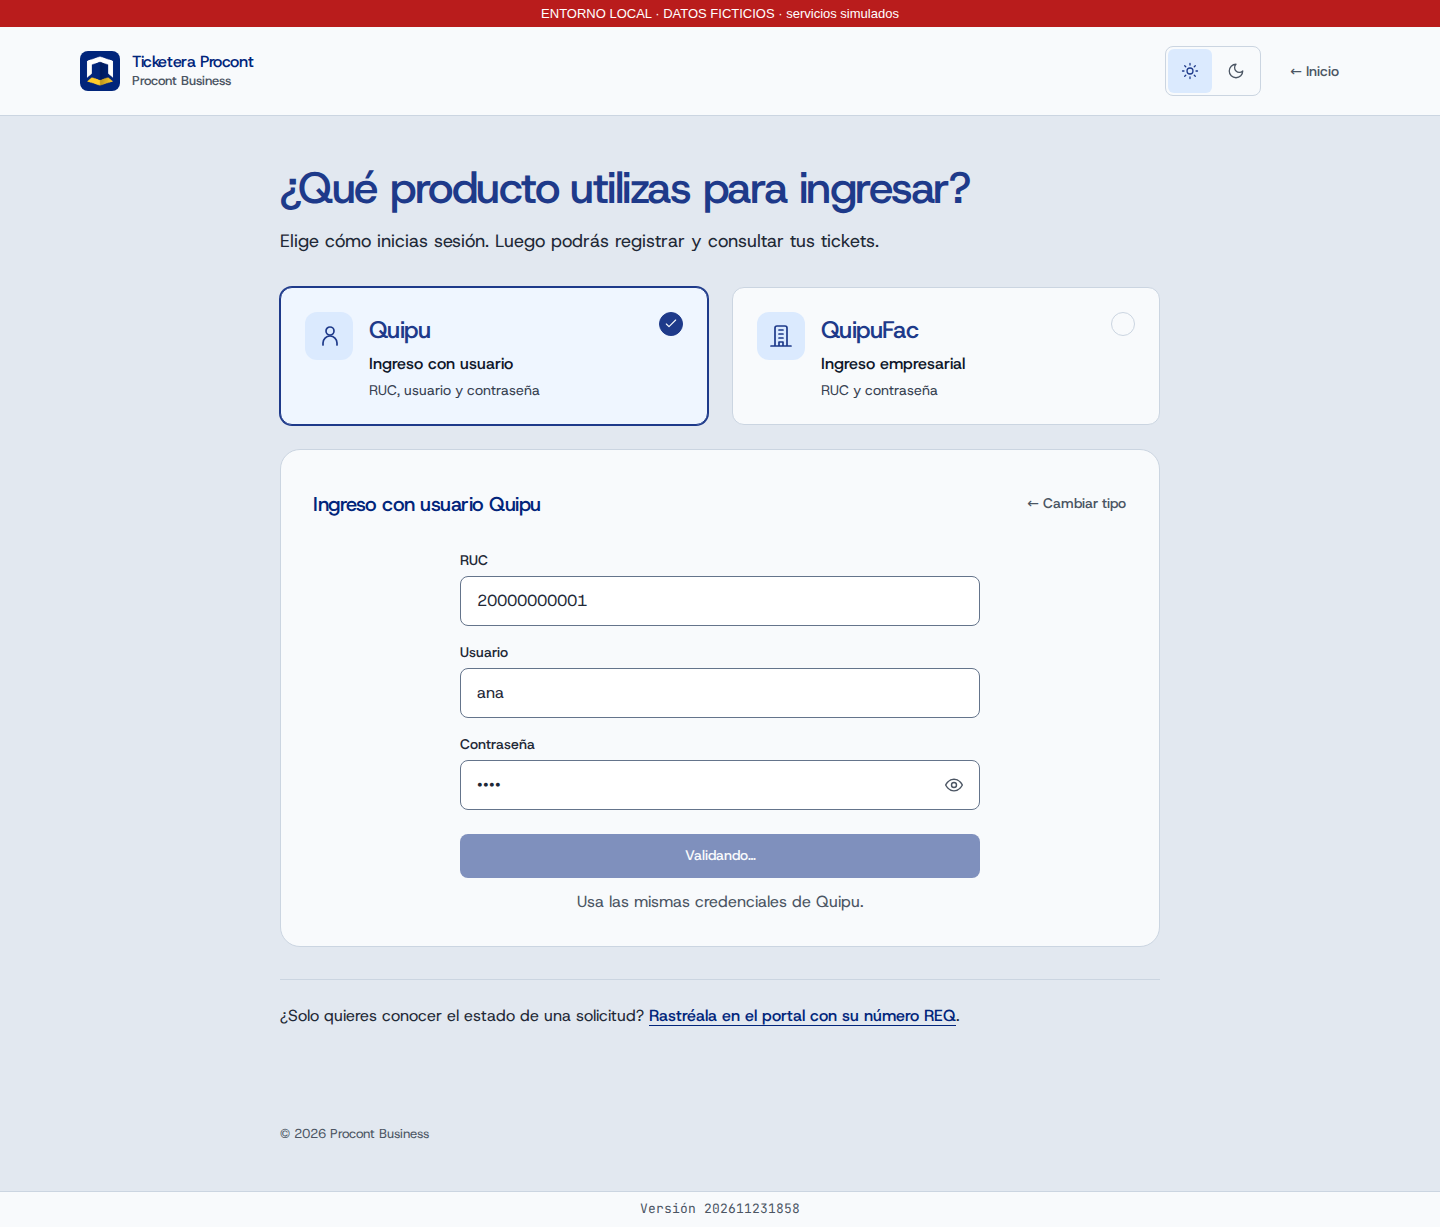 ENTORNO LOCAL · DATOS FICTICIOS · servicios simulados
Ticketera Procont
Procont Business
← Inicio
¿Qué producto utilizas para ingresar?
Elige cómo inicias sesión. Luego podrás registrar y consultar tus tickets.
Quipu
Ingreso con usuario
RUC, usuario y contraseña
QuipuFac
Ingreso empresarial
RUC y contraseña
Ingreso con usuario Quipu
← Cambiar tipo
RUC
20000000001
Usuario
ana
Contraseña
••••
Validando…
Usa las mismas credenciales de Quipu.
¿Solo quieres conocer el estado de una solicitud? Rastréala en el portal con su número REQ.
© 2026 Procont Business
Versión 202611231858